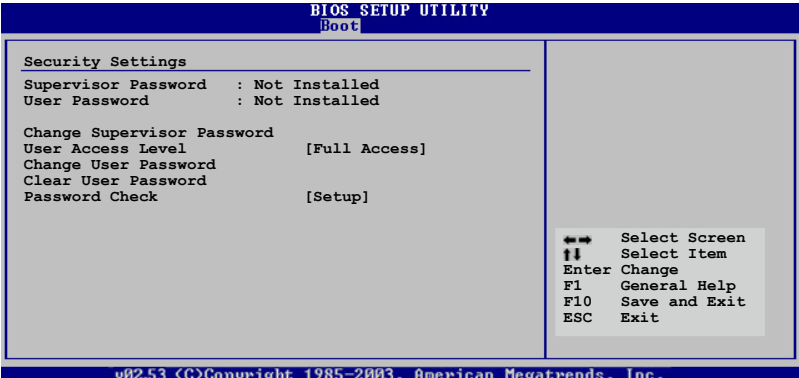 BIOS SETUP UTILITY
Boot
Security Settings
Supervisor Password : Not Installed
User Password : Not Installed
Change Supervisor Password
User Access Level [Full Access]
Change User Password
Clear User Password
Password Check [Setup]
Select Screen
Select Item
Enter Change
F1 General Help
F10 Save and Exit
ESC Exit
v02.53 (C)Copyright 1985-2003, American Megatrends, Inc.